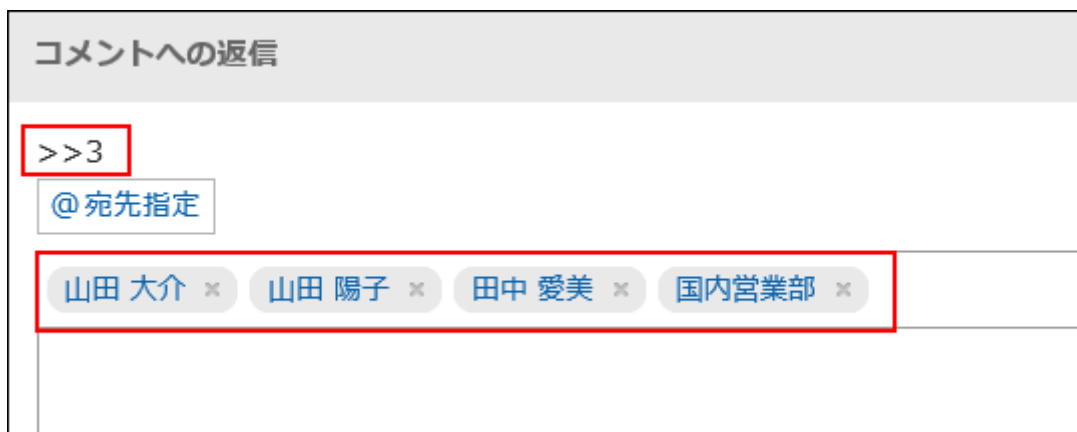 コメントへの返信
>>3
@宛先指定
山田 大介 × 山田 陽子 × 田中 愛美 × 国内営業部 ×